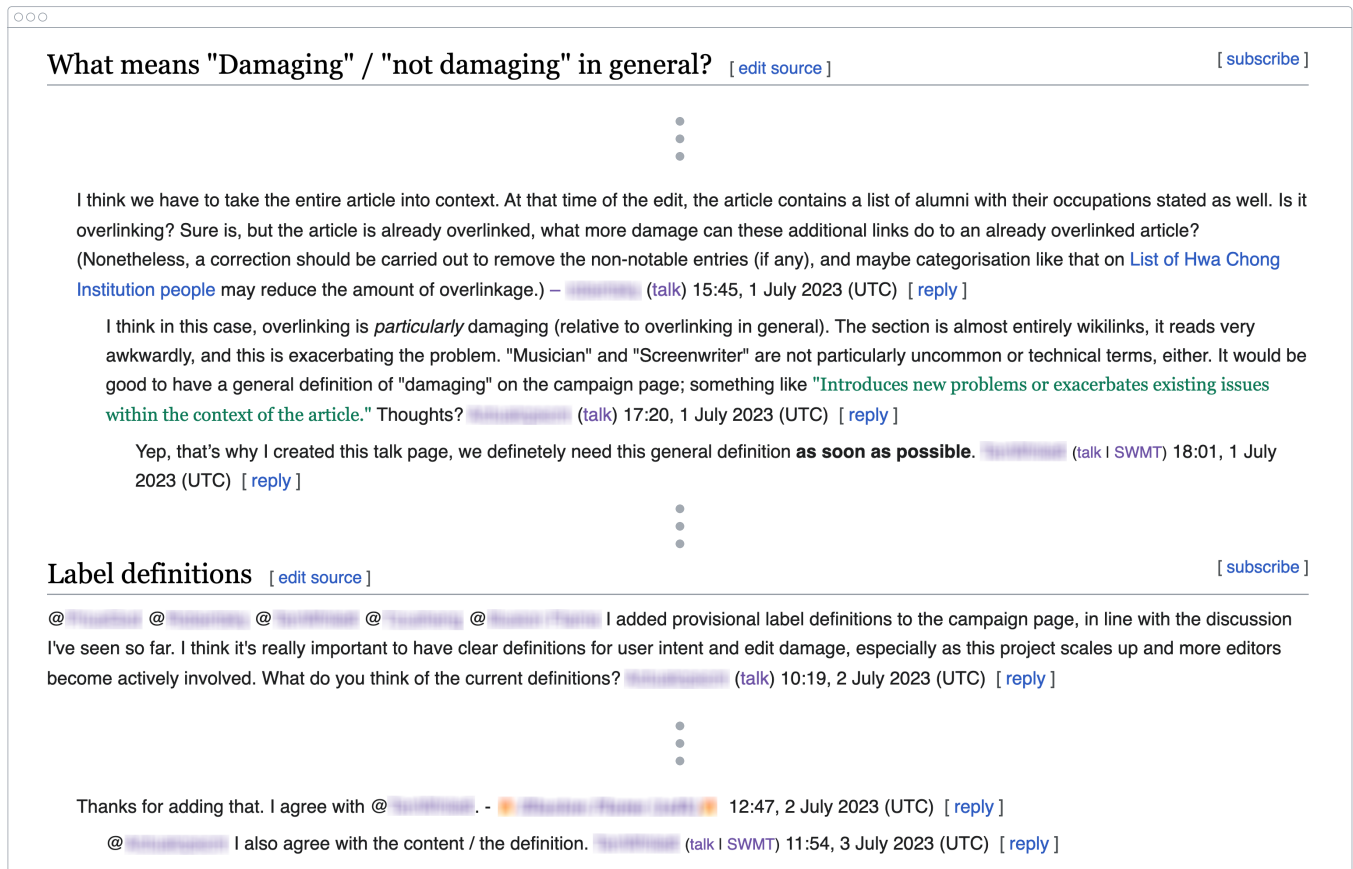 What means "Damaging" / "not damaging" in general? [ edit source ] [ subscribe ]
I think we have to take the entire article into context. At that time of the edit, the article contains a list of alumni with their occupations stated as well. Is it
overlinking? Sure is, but the article is already overlinked, what more damage can these additional links do to an already overlinked article?
(Nonetheless, a correction should be carried out to remove the non-notable entries (if any), and maybe categorisation like that on List of Hwa Chong
Institution people may reduce the amount of overlinkage.) – (talk) 15:45, 1 July 2023 (UTC) [ reply ]
I think in this case, overlinking is particularly damaging (relative to overlinking in general). The section is almost entirely wikilinks, it reads very
awkwardly, and this is exacerbating the problem. "Musician" and "Screenwriter" are not particularly uncommon or technical terms, either. It would be
good to have a general definition of "damaging" on the campaign page; something like "Introduces new problems or exacerbates existing issues
within the context of the article." Thoughts? (talk) 17:20, 1 July 2023 (UTC) [ reply ]
Yep, that's why I created this talk page, we definetely need this general definition as soon as possible. (talk | SWMT) 18:01, 1 July
2023 (UTC) [ reply ]
Label definitions [ edit source ] [ subscribe ]
@ @ @ @ @ I added provisional label definitions to the campaign page, in line with the discussion
I've seen so far. I think it's really important to have clear definitions for user intent and edit damage, especially as this project scales up and more editors
become actively involved. What do you think of the current definitions? (talk) 10:19, 2 July 2023 (UTC) [ reply ]
Thanks for adding that. I agree with @ . - 12:47, 2 July 2023 (UTC) [ reply ]
@ I also agree with the content / the definition. (talk | SWMT) 11:54, 3 July 2023 (UTC) [ reply ]